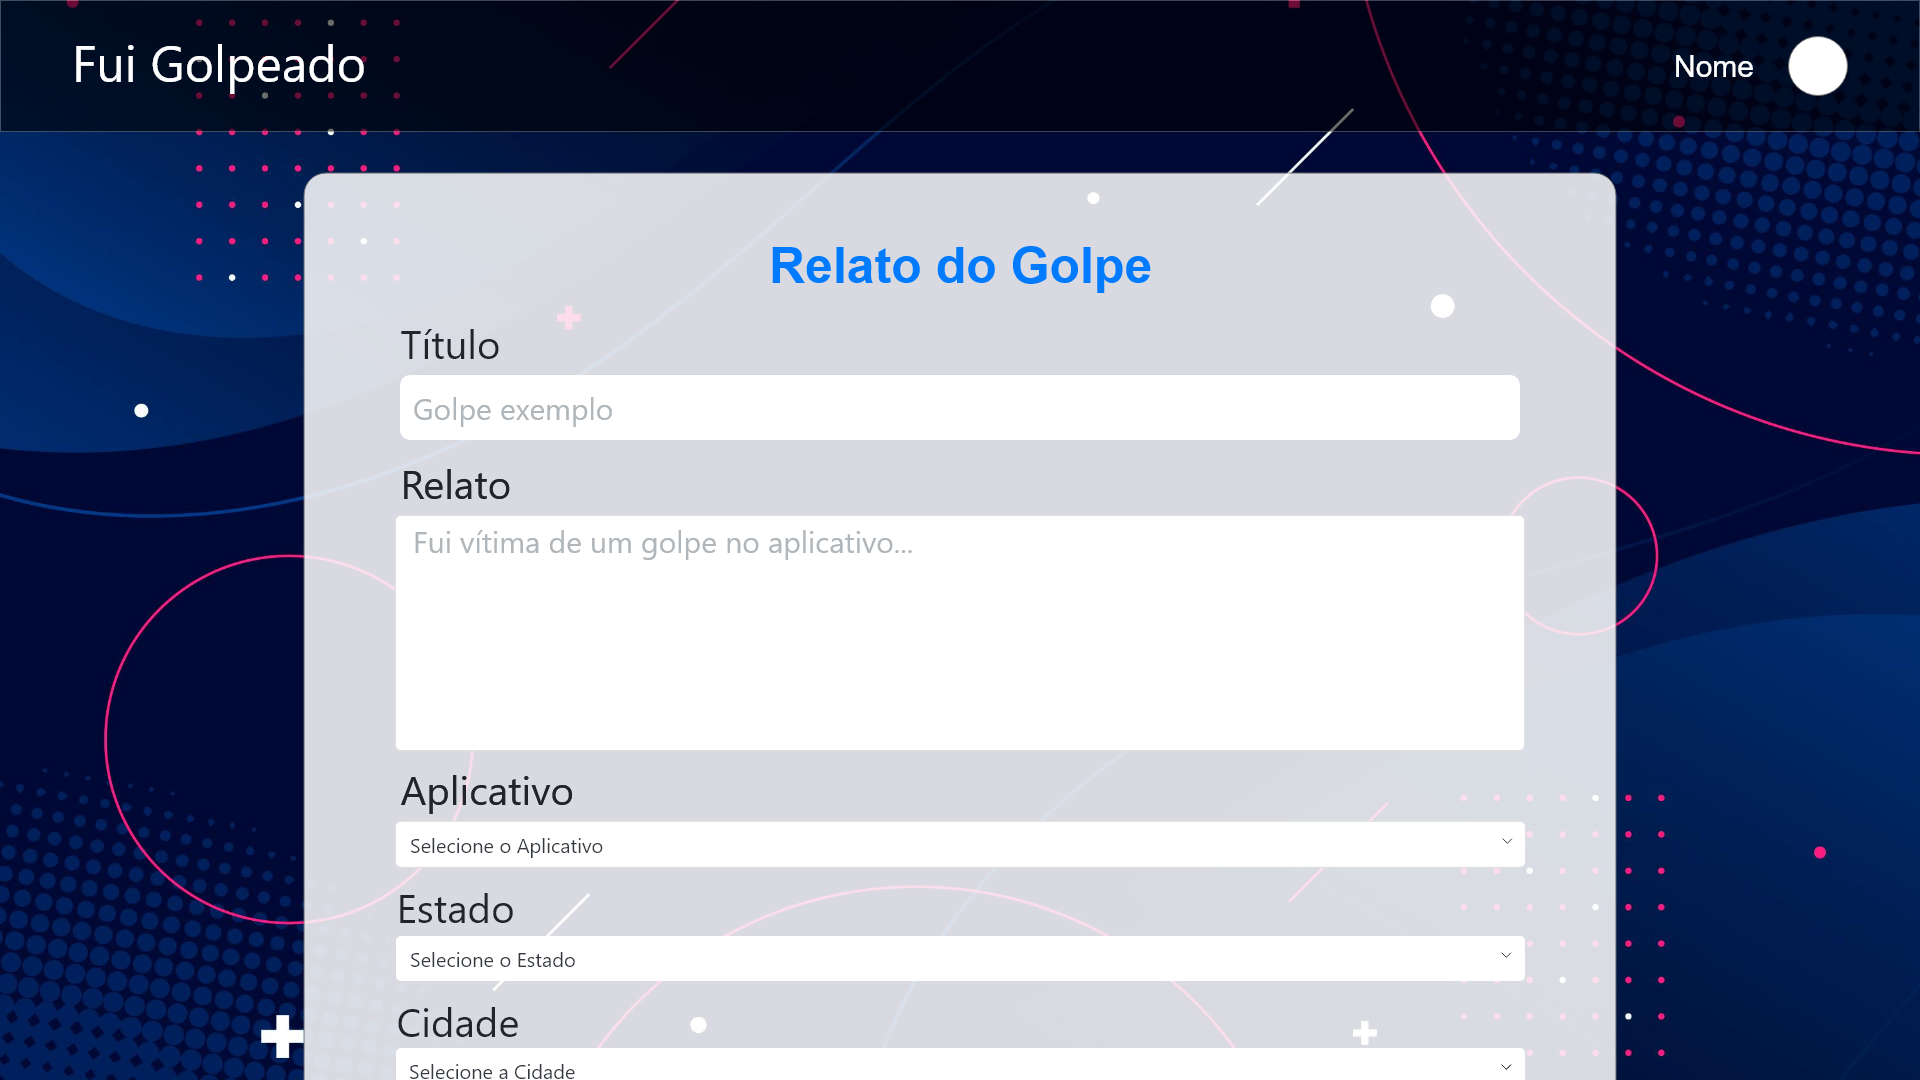 Fui Golpeado
Nome
Relato do Golpe
Título
Golpe exemplo
Relato
Fui vítima de um golpe no aplicativo...
Aplicativo
Selecione o Aplicativo
Estado
Selecione o Estado
Cidade
Selecione a Cidade